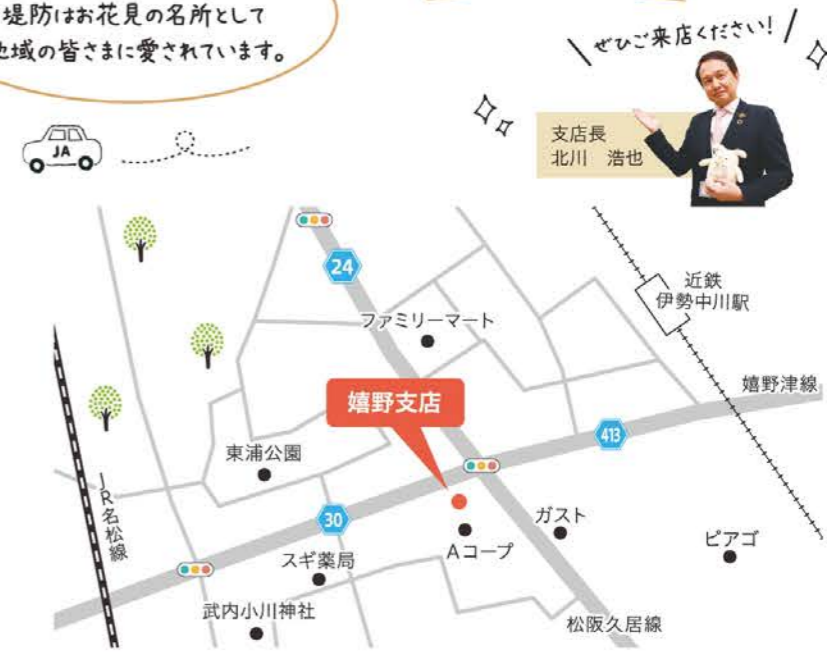 堤防はお花見の名所として
地域の皆さまに愛されています。
ぜひご来店ください!
支店長
北川 浩也
JA
24
近鉄
伊勢中川駅
ファミリーマート
嬉野津線
嬉野支店
413
東浦公園
JR名松線
30
ガスト
Aコープ
ピアゴ
スギ薬局
武内小川神社
松阪久居線